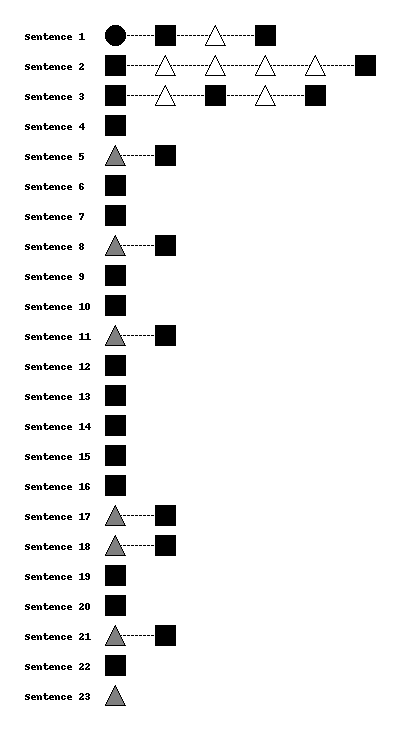 Sentence 1
Sentence 2
Sentence 3
Sentence 4
Sentence 5
Sentence 6
Sentence 7
Sentence 8
Sentence 9
Sentence 10
Sentence 11
Sentence 12
Sentence 13
Sentence 14
Sentence 15
Sentence 16
Sentence 17
Sentence 18
Sentence 19
Sentence 20
Sentence 21
Sentence 22
Sentence 23